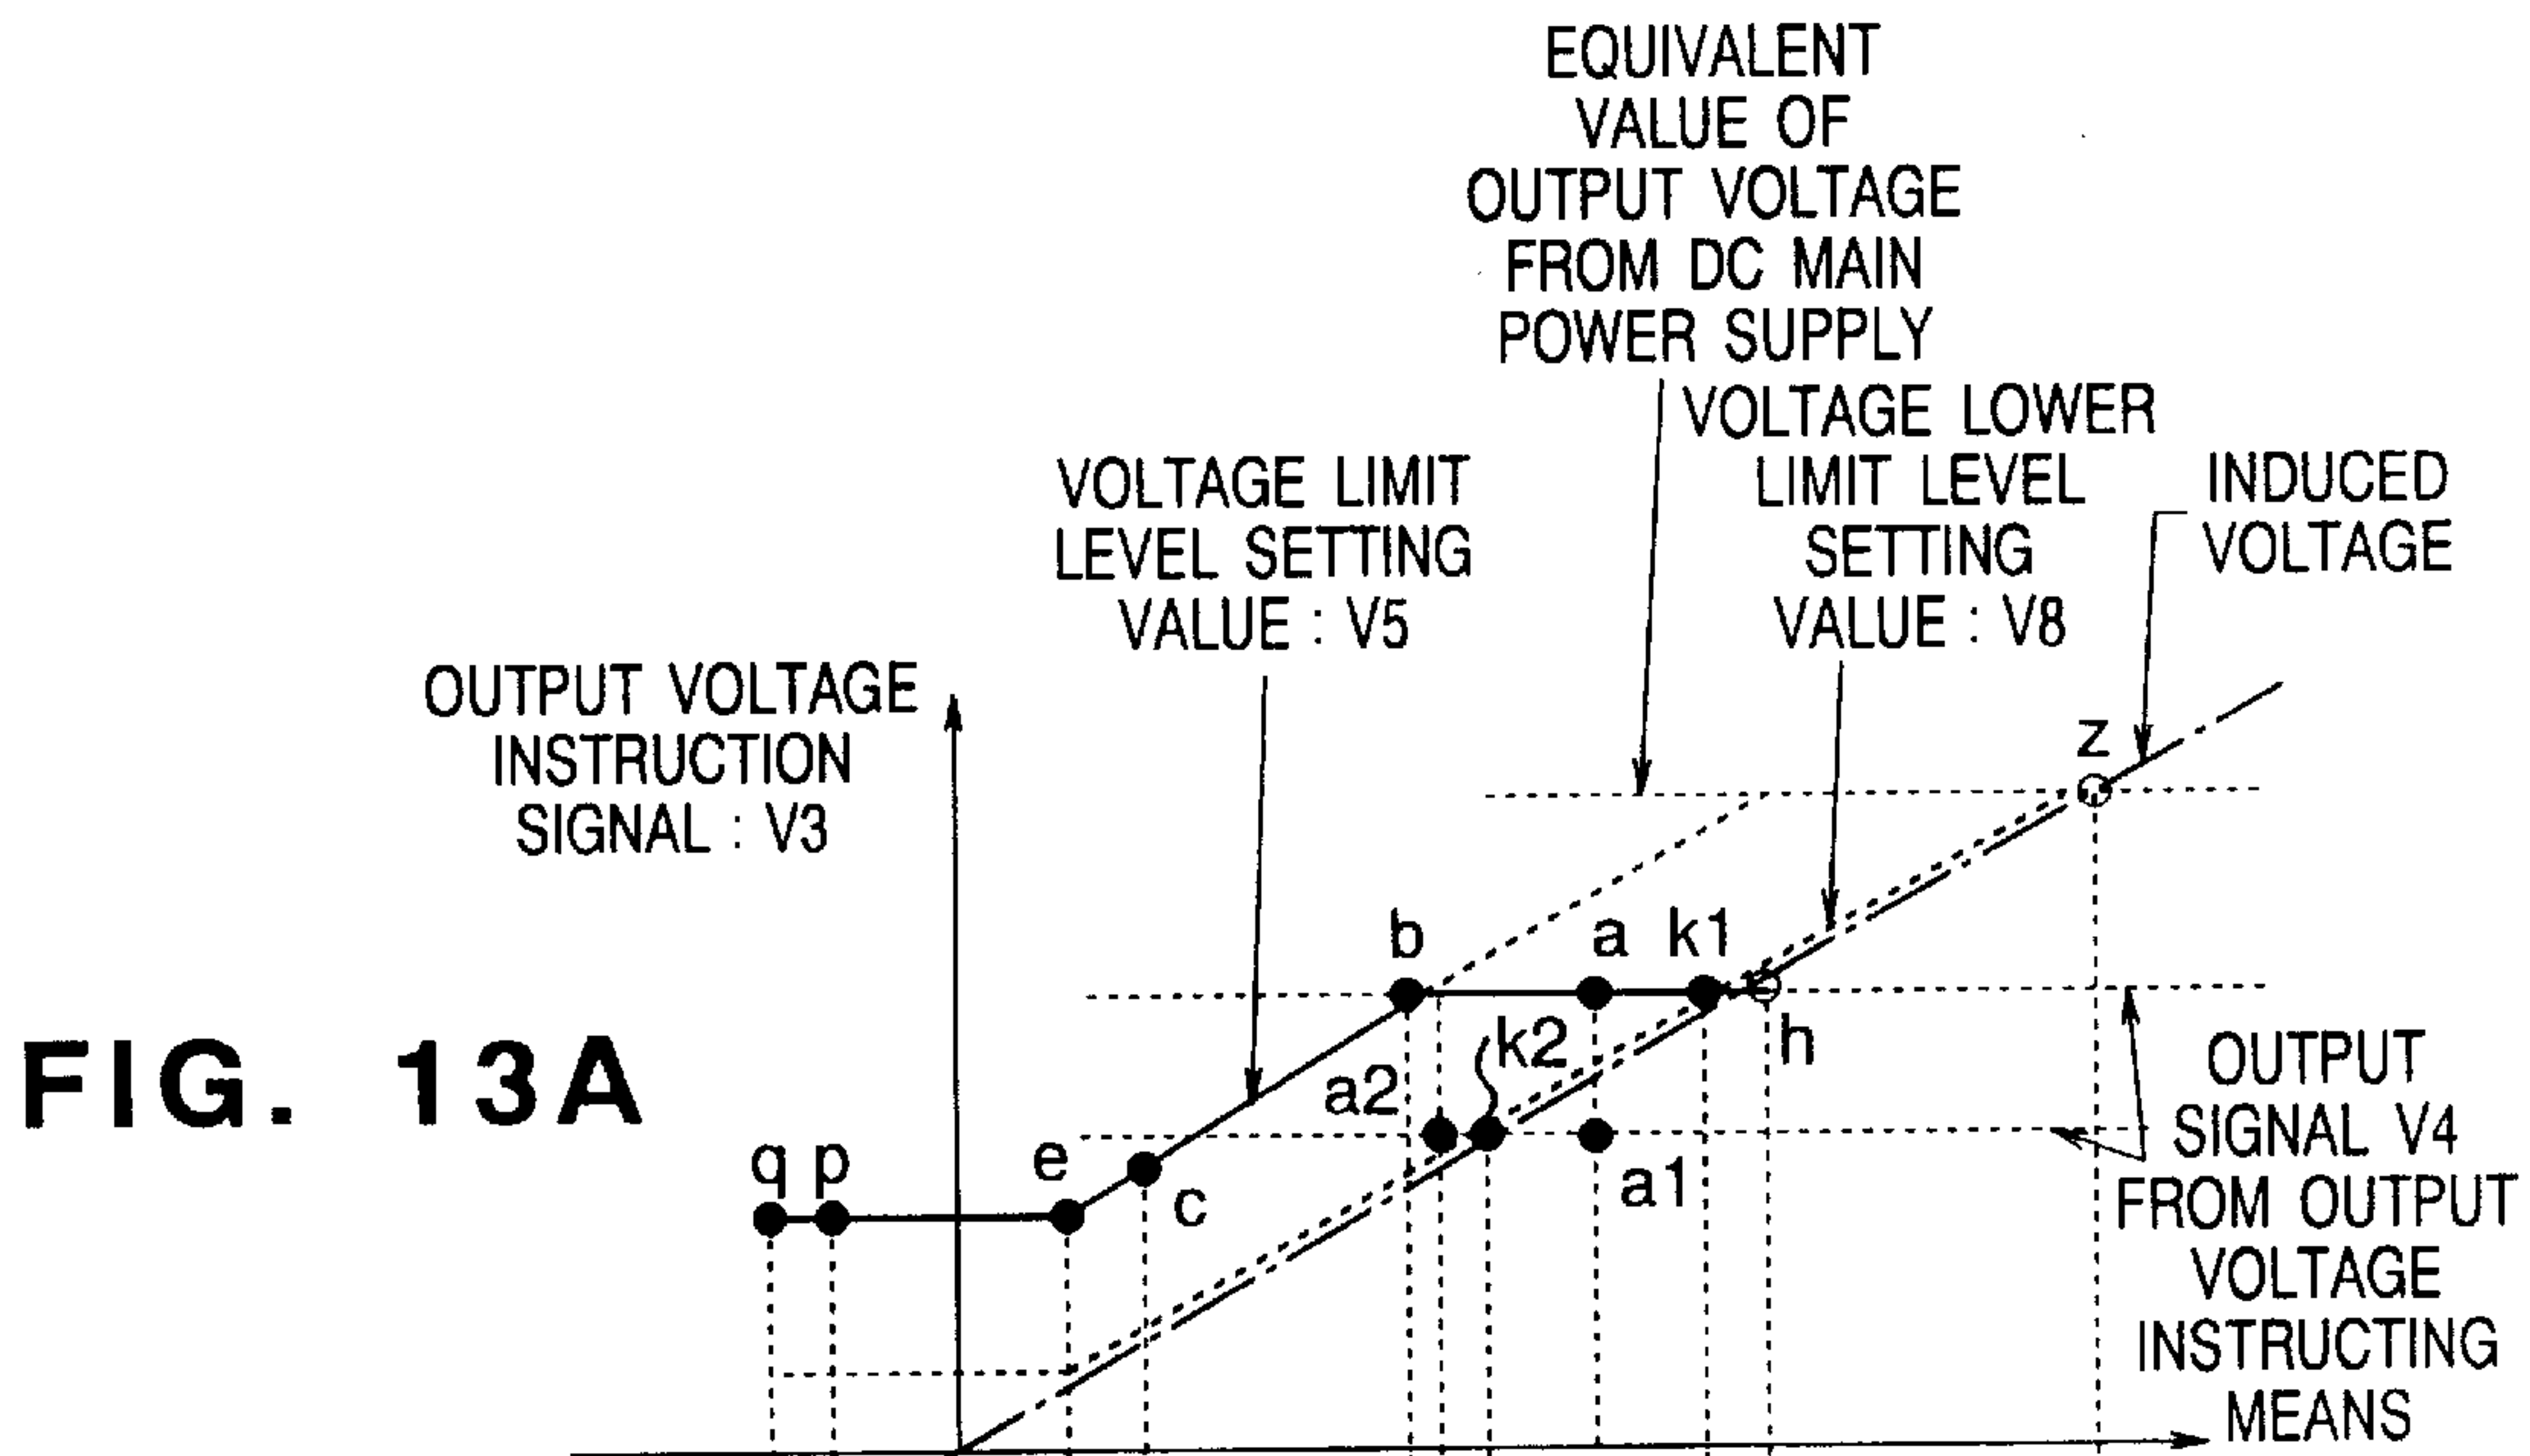 EQUIVALENT
VALUE OF
OUTPUT VOLTAGE
FROM DC MAIN
POWER SUPPLY
VOLTAGE LOWER
LIMIT LEVEL
SETTING
VALUE : V8
INDUCED
VOLTAGE
VOLTAGE LIMIT
LEVEL SETTING
VALUE : V5
OUTPUT VOLTAGE
INSTRUCTION
SIGNAL : V3
z
b
a
k1
h
k2
a2
a1
q
p
e
c
FIG. 13A
OUTPUT
SIGNAL V4
FROM OUTPUT
VOLTAGE
INSTRUCTING
MEANS